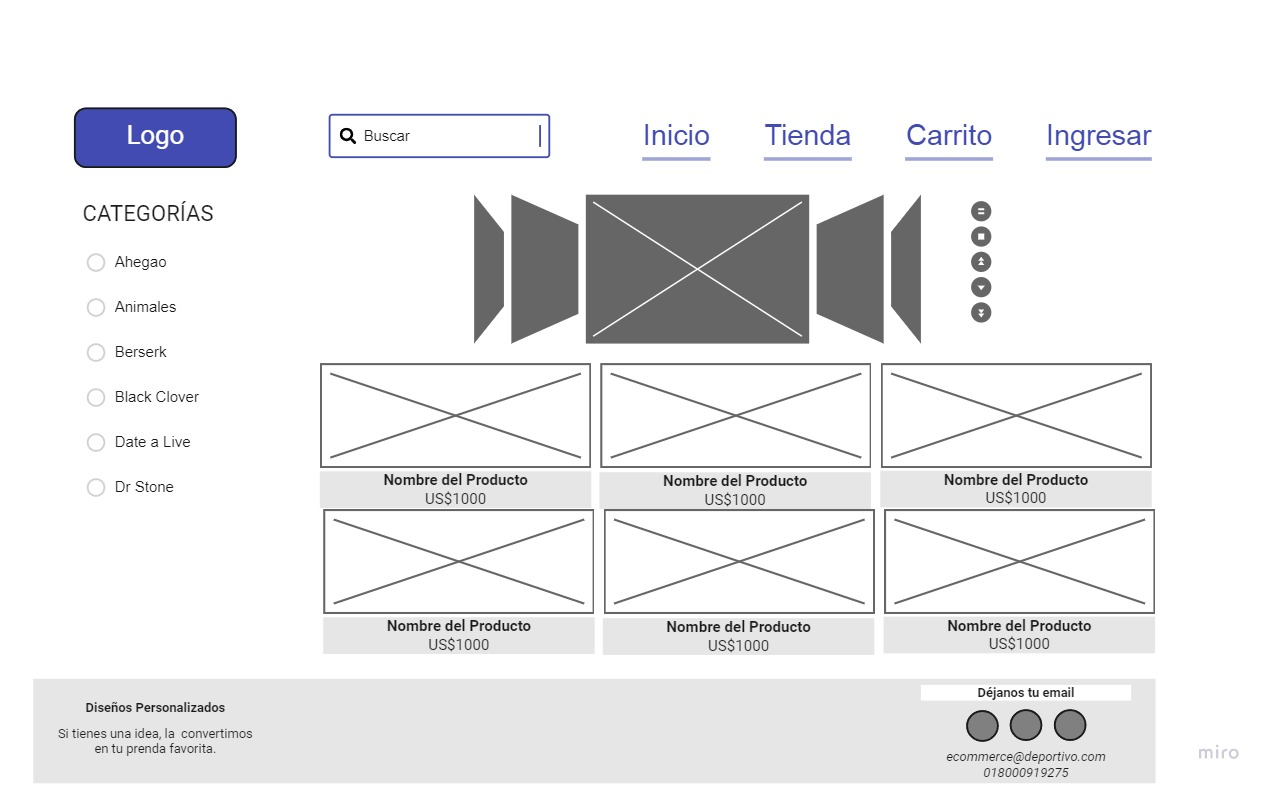 Logo
Buscar
Inicio
Tienda
Carrito
Ingresar
CATEGORÍAS
Ahegao
Animales
Berserk
Black Clover
Date a Live
Dr Stone
Nombre del Producto
US$1000
Nombre del Producto
US$1000
Nombre del Producto
US$1000
Nombre del Producto
US$1000
Nombre del Producto
US$1000
Nombre del Producto
US$1000
Diseños Personalizados
Si tienes una idea, la  convertimos
en tu prenda favorita.
Déjanos tu email
ecommerce@deportivo.com
018000919275
miro